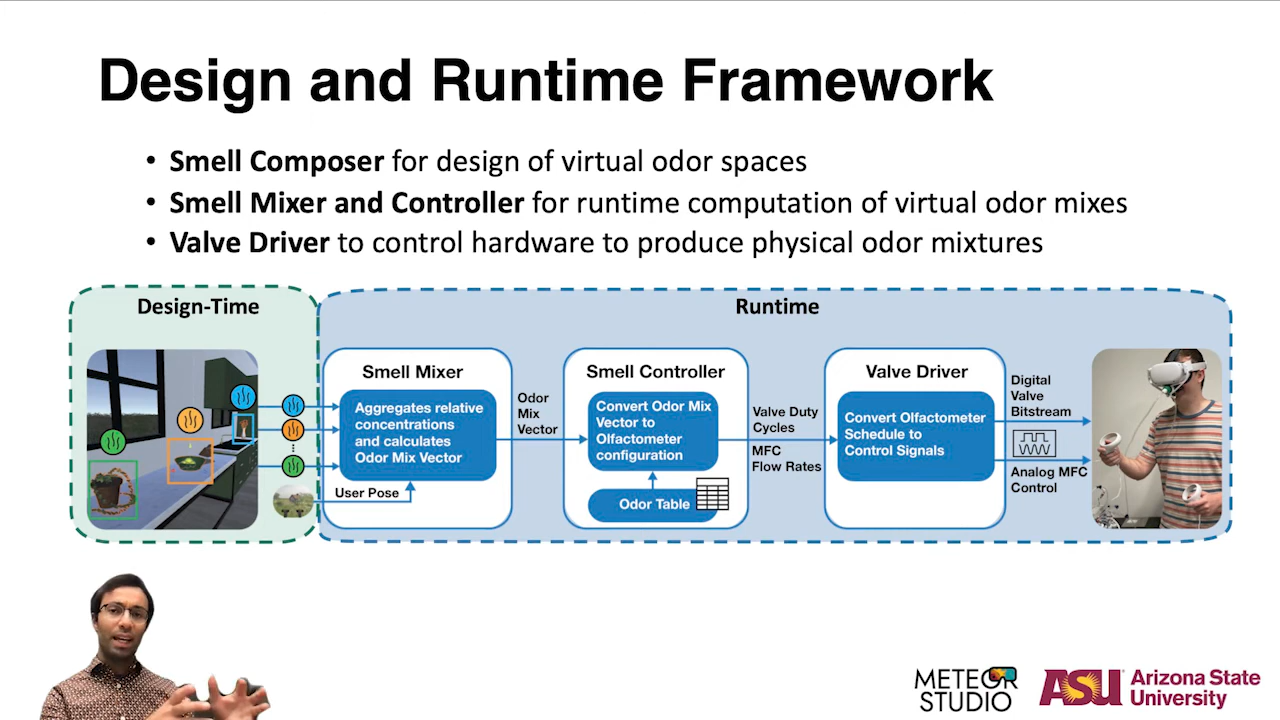 Design and Runtime Framework
• Smell Composer for design of virtual odor spaces
• Smell Mixer and Controller for runtime computation of virtual odor mixes
• Valve Driver to control hardware to produce physical odor mixtures
Design-Time
Runtime
Smell Mixer
Aggregates relative
concentrations
and calculates
Odor Mix Vector
User Pose
Odor
Mix
Vector
Smell Controller
Convert Odor Mix
Vector to
Olfactometer
configuration
Odor Table
Valve Duty
Cycles
MFC
Flow Rates
Valve Driver
Convert Olfactometer
Schedule to
Control Signals
Digital
Valve
Bitstream
Analog MFC
Control
METEOR
STUDIO
ASU Arizona State
University